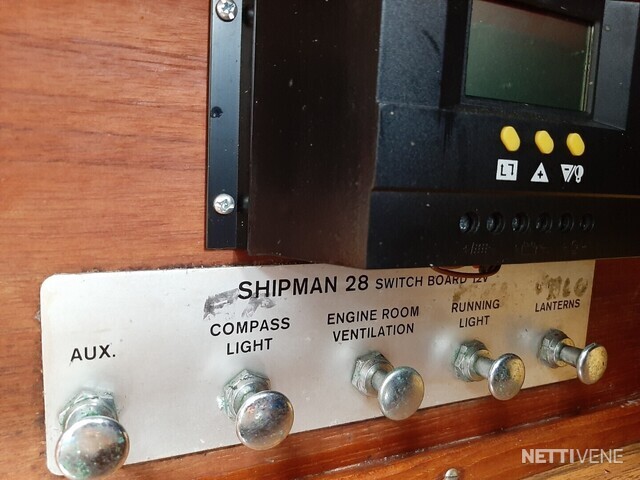 SHIPMAN 28 SWITCH BOARD 12V
AUX.
COMPASS
LIGHT
ENGINE ROOM
VENTILATION
RUNNING
LIGHT
LANTERNS
NETTIVENE